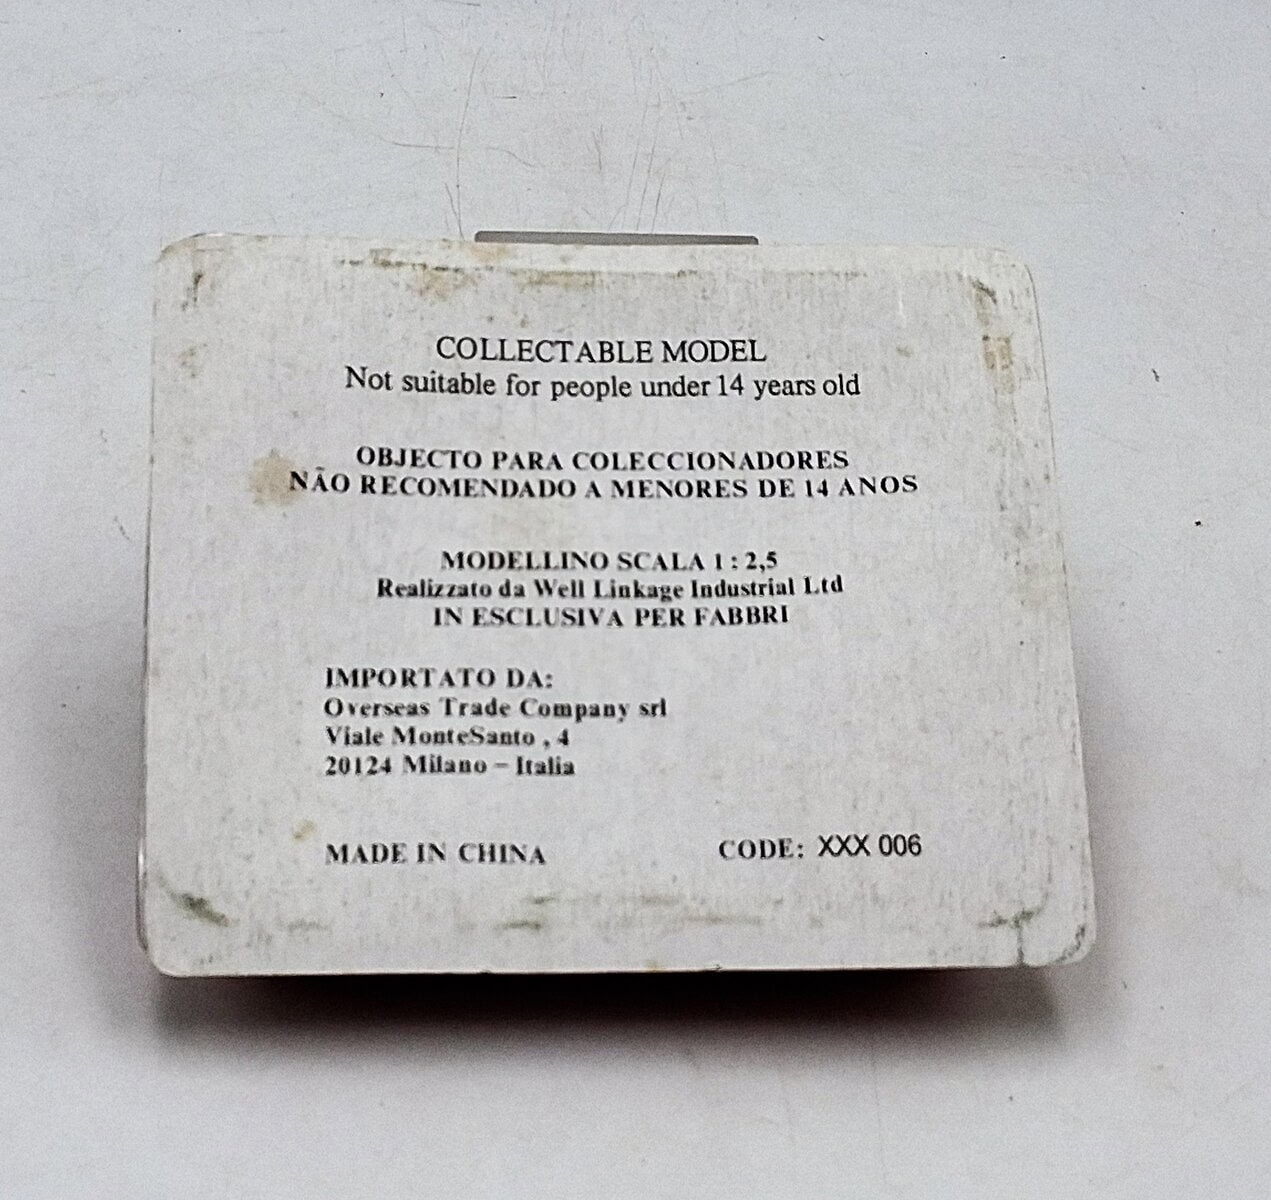 COLLECTABLE MODEL
Not suitable for people under 14 years old
OBJECTO PARA COLECCIONADORES
NÃO RECOMENDADO A MENORES DE 14 ANOS
MODELLINO SCALA 1 : 2,5
Realizzato da Well Linkage Industrial Ltd
IN ESCLUSIVA PER FABBRI
IMPORTATO DA:
Overseas Trade Company srl
Viale MonteSanto , 4
20124 Milano – Italia
MADE IN CHINA
CODE: XXX 006